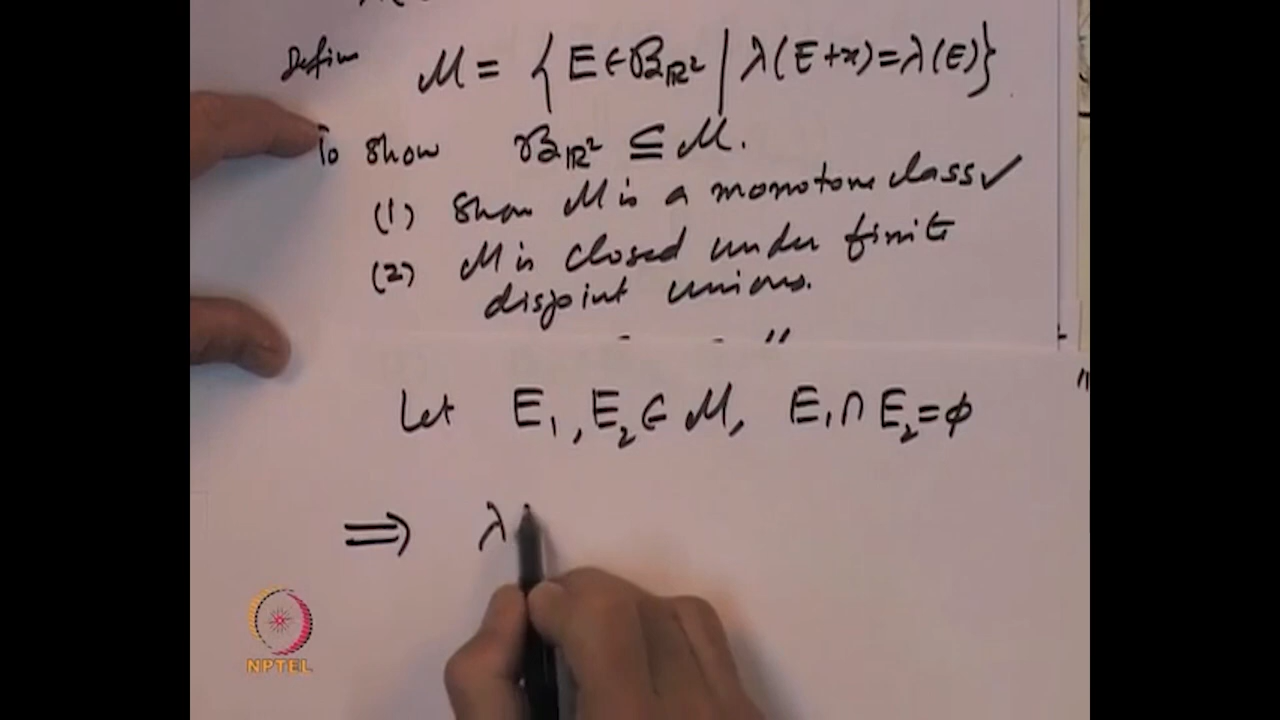 Define M = { E ∈ B_ℝ² | λ(E+x) = λ(E) }
To show B_ℝ² ⊆ M.
(1) Show M is a monotone class ✓
(2) M is closed under finite
disjoint unions.
Let E₁, E₂ ∈ M, E₁ ∩ E₂ = ϕ
⇒ λ
NPTEL